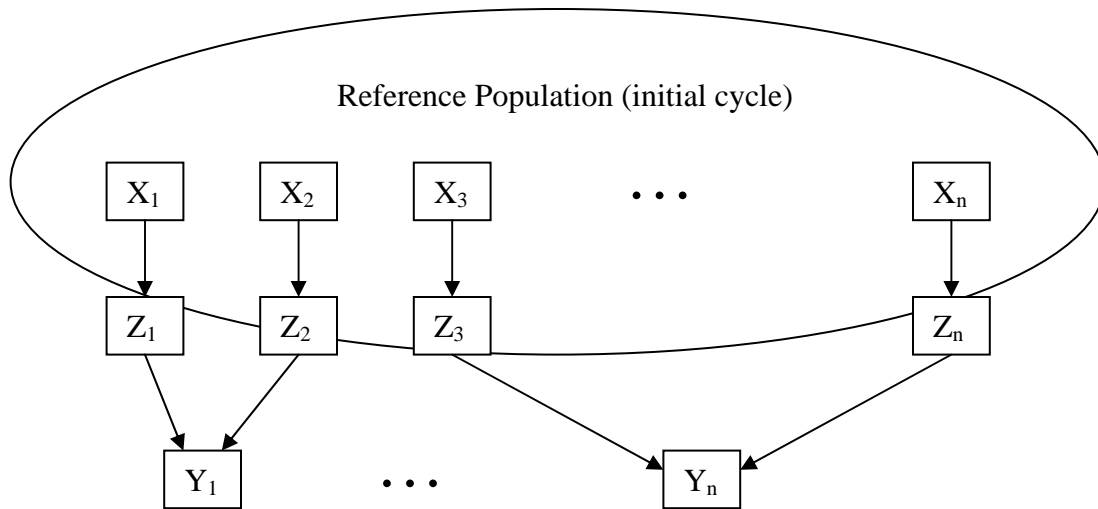 Reference Population (initial cycle)
X₁ X₂ X₃ • • • Xₙ
Z₁ Z₂ Z₃ Zₙ
Y₁ • • • Yₙ